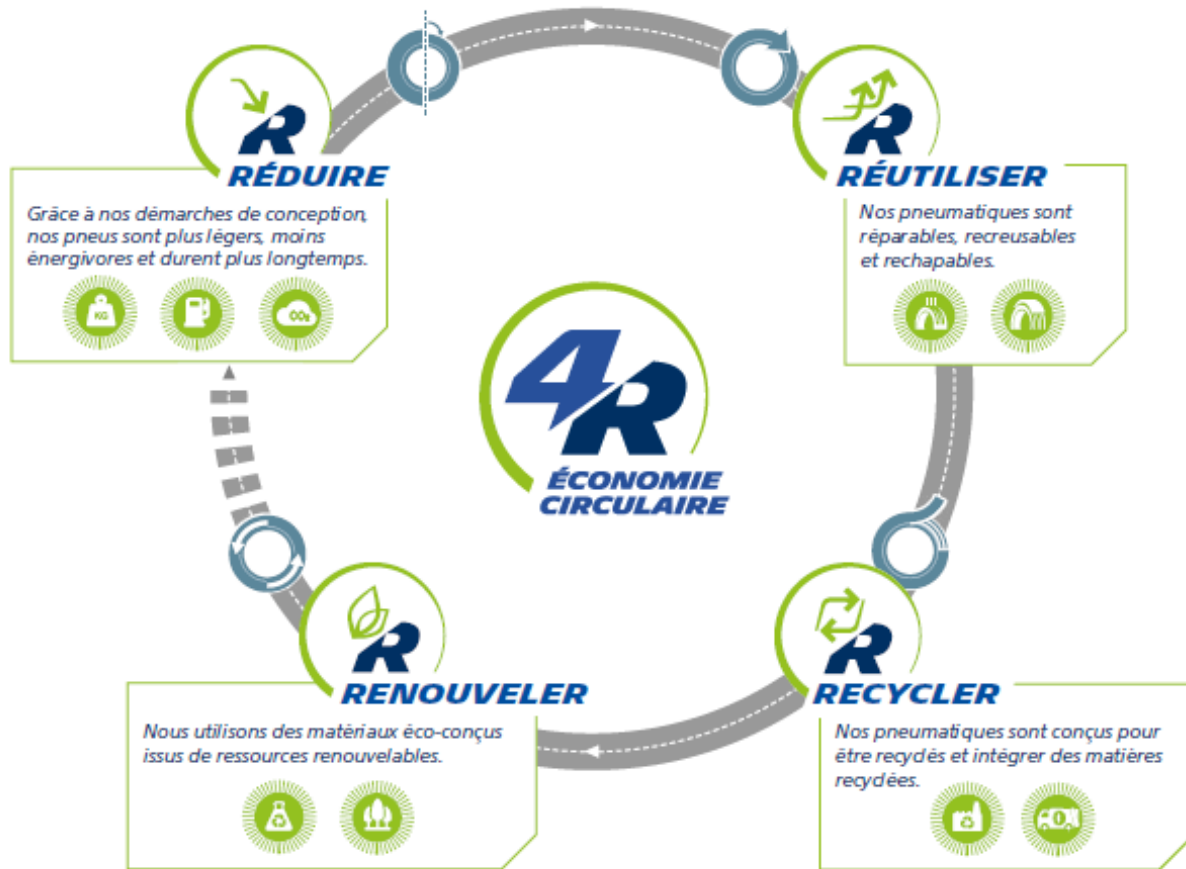 R
RÉDUIRE
Grâce à nos démarches de conception,
nos pneus sont plus légers, moins
énergivores et durent plus longtemps.
KG
CO₂
R
RÉUTILISER
Nos pneumatiques sont
réparables, recreusables
et rechapables.
4R
ÉCONOMIE
CIRCULAIRE
R
RENOUVELER
Nous utilisons des matériaux éco-conçus
issus de ressources renouvelables.
R
RECYCLER
Nos pneumatiques sont conçus pour
être recyclés et intégrer des matières
recyclées.